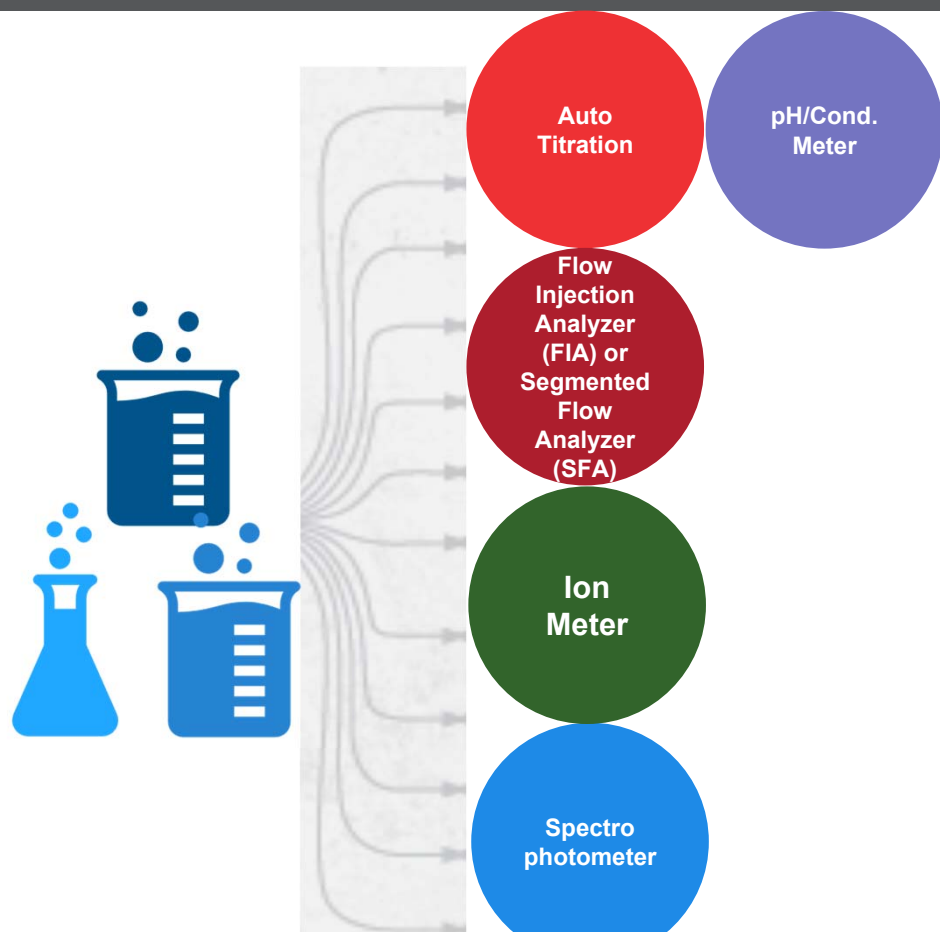 Auto
Titration
pH/Cond.
Meter
Flow
Injection
Analyzer
(FIA) or
Segmented
Flow
Analyzer
(SFA)
Ion
Meter
Spectro
photometer